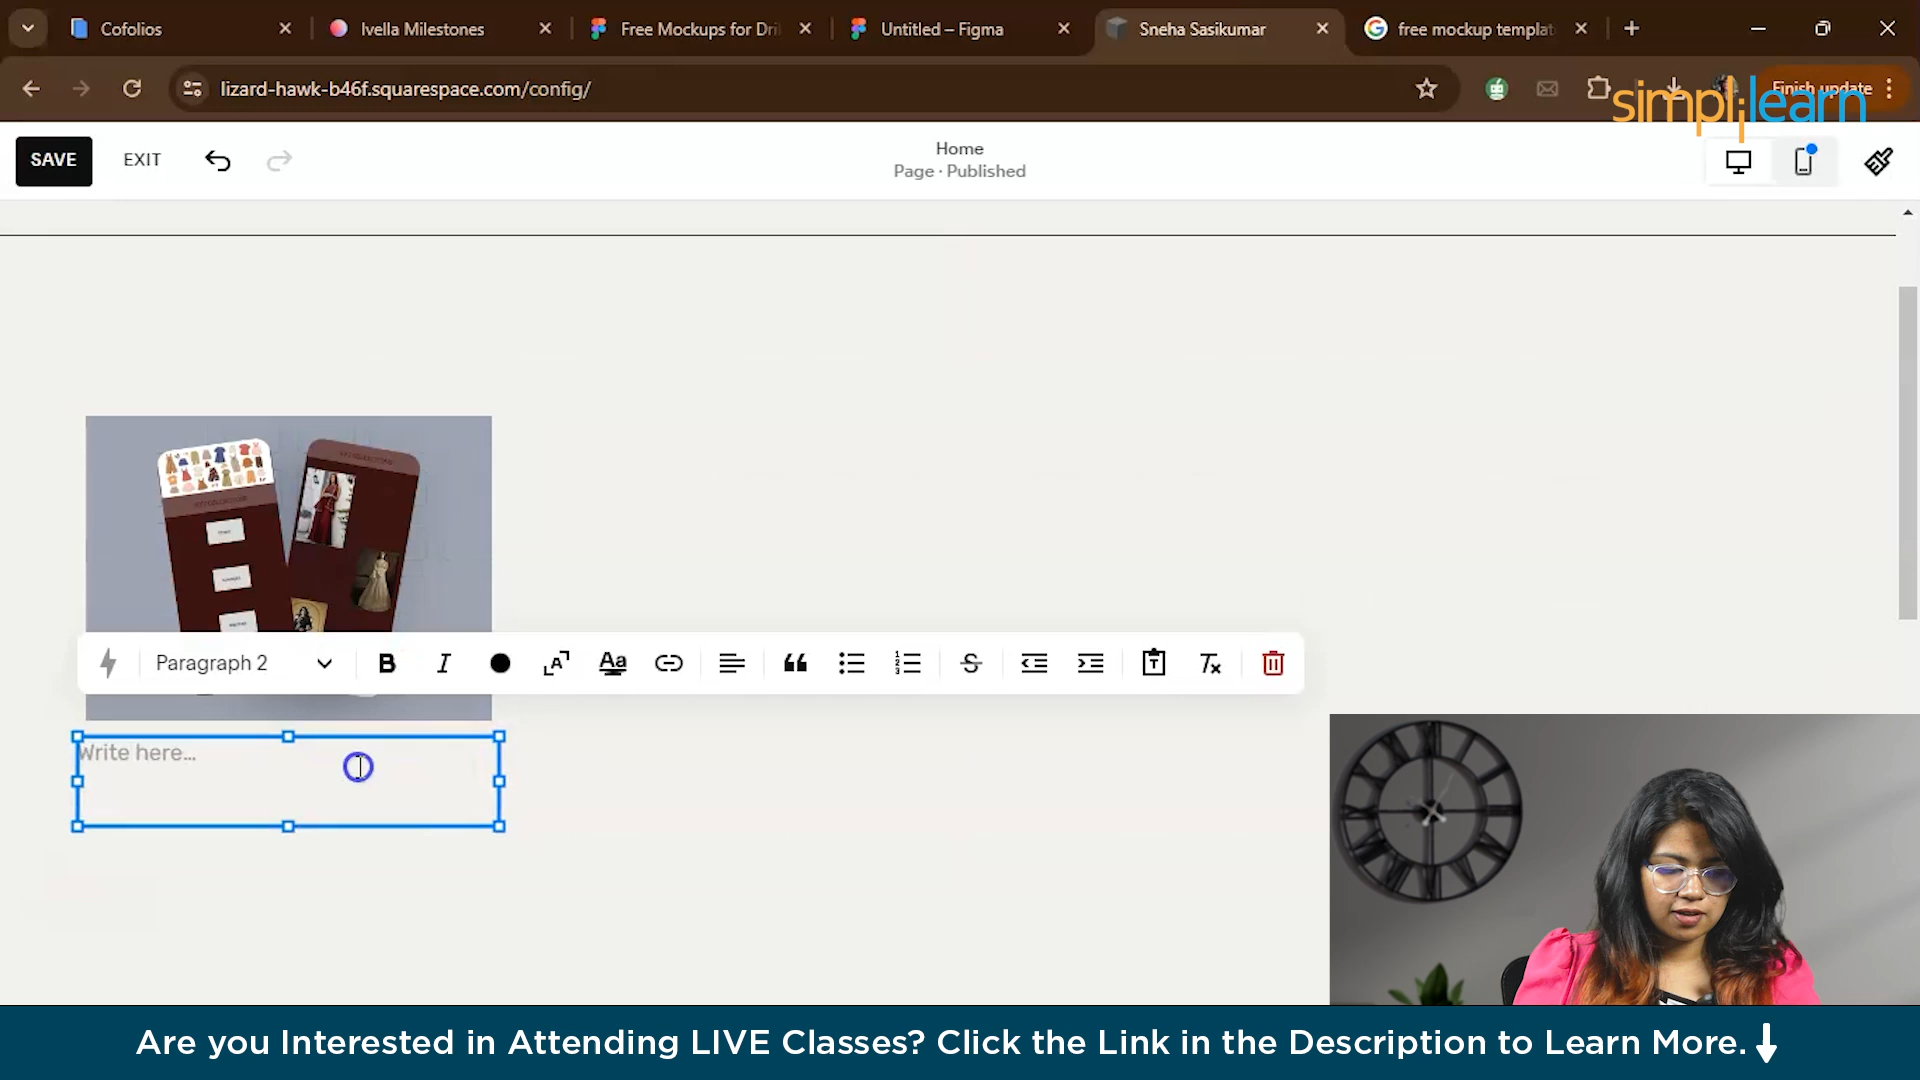 Cofolios
Ivella Milestones
Free Mockups for Dri
Untitled – Figma
Sneha Sasikumar
free mockup templat
lizard-hawk-b46f.squarespace.com/config/
Finish update
simplilearn
SAVE
EXIT
Home
Page · Published
Paragraph 2
Write here...
Are you Interested in Attending LIVE Classes? Click the Link in the Description to Learn More.